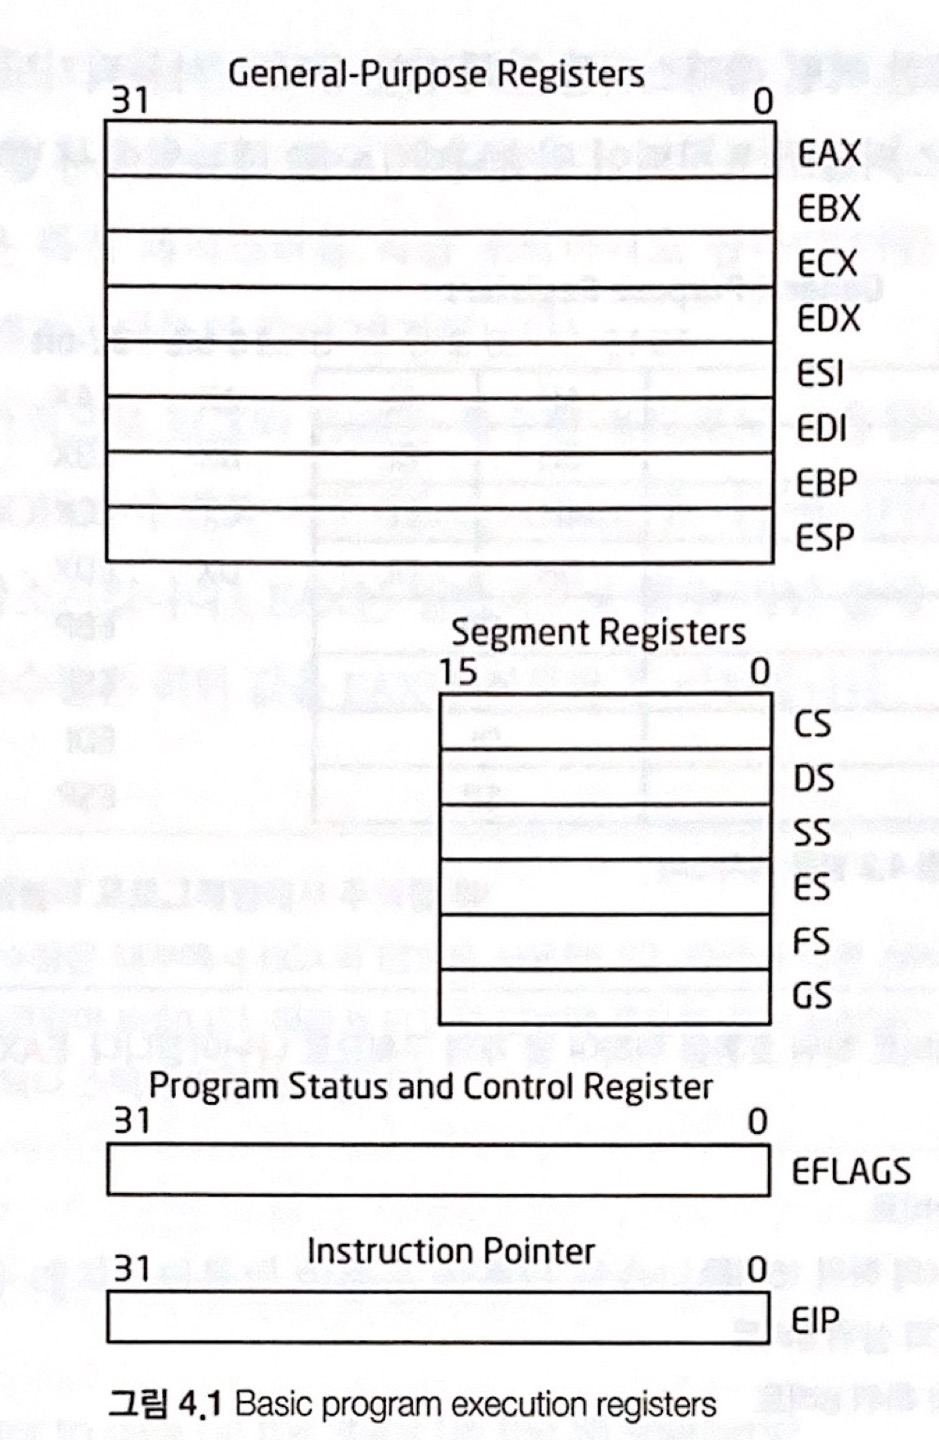 General-Purpose Registers
31 0
EAX
EBX
ECX
EDX
ESI
EDI
EBP
ESP
Segment Registers
15 0
CS
DS
SS
ES
FS
GS
Program Status and Control Register
31 0
EFLAGS
Instruction Pointer
31 0
EIP
그림 4.1 Basic program execution registers